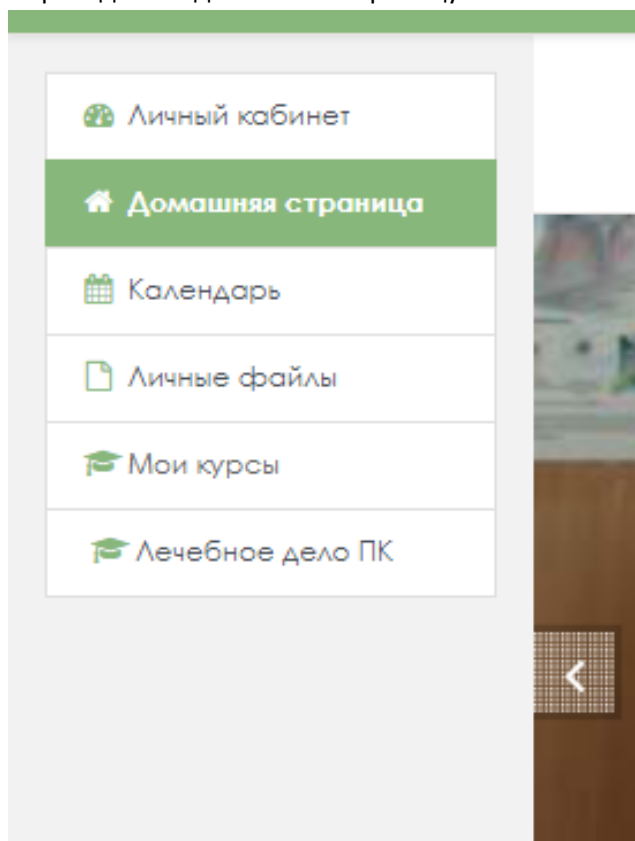 Личный кабинет
Домашняя страница
Календарь
Личные файлы
Мои курсы
Лечебное дело ПК